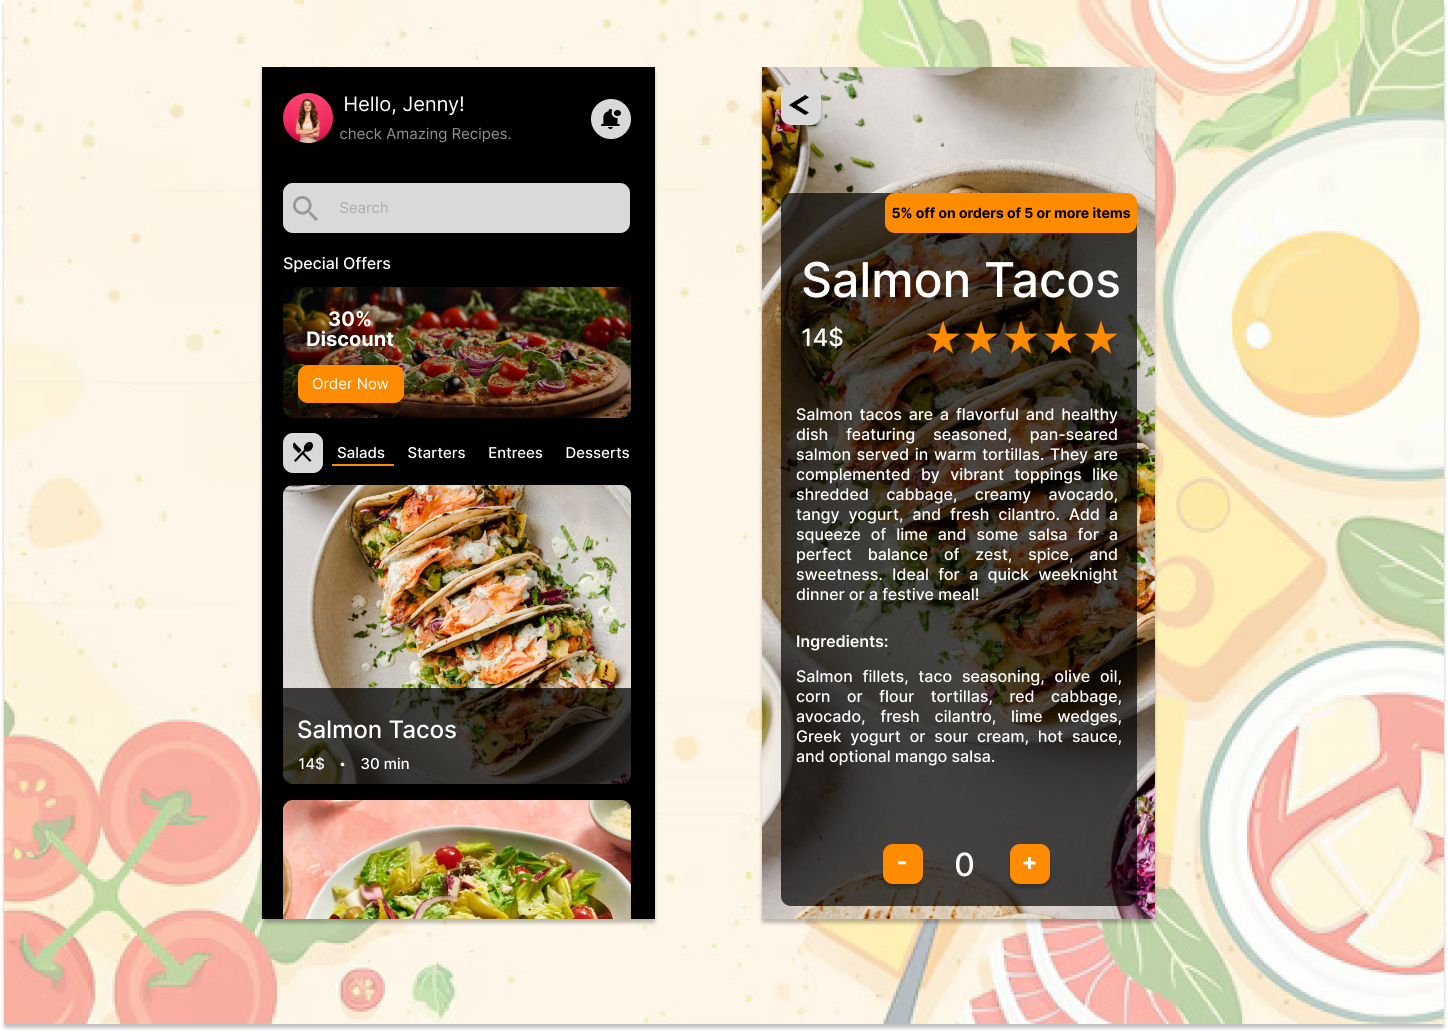 Hello, Jenny!
check Amazing Recipes.
Search
Special Offers
30%
Discount
Order Now
Salads Starters Entrees Desserts
Salmon Tacos
14$ • 30 min
5% off on orders of 5 or more items
Salmon Tacos
14$
Salmon tacos are a flavorful and healthy
dish featuring seasoned, pan-seared
salmon served in warm tortillas. They are
complemented by vibrant toppings like
shredded cabbage, creamy avocado,
tangy yogurt, and fresh cilantro. Add a
squeeze of lime and some salsa for a
perfect balance of zest, spice, and
sweetness. Ideal for a quick weeknight
dinner or a festive meal!
Ingredients:
Salmon fillets, taco seasoning, olive oil,
corn or flour tortillas, red cabbage,
avocado, fresh cilantro, lime wedges,
Greek yogurt or sour cream, hot sauce,
and optional mango salsa.
- 0 +